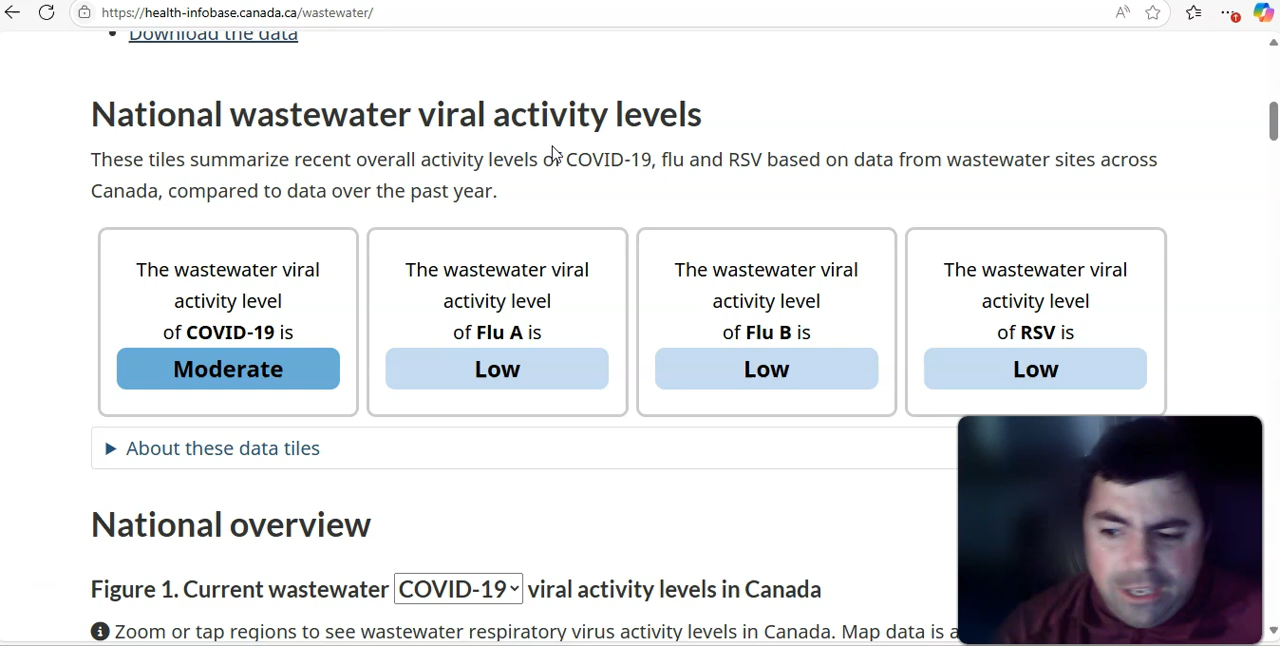 https://health-infobase.canada.ca/wastewater/
Download the data
National wastewater viral activity levels
These tiles summarize recent overall activity levels of COVID-19, flu and RSV based on data from wastewater sites across
Canada, compared to data over the past year.
The wastewater viral
activity level
of COVID-19 is
Moderate
The wastewater viral
activity level
of Flu A is
Low
The wastewater viral
activity level
of Flu B is
Low
The wastewater viral
activity level
of RSV is
Low
About these data tiles
National overview
Figure 1. Current wastewater COVID-19 viral activity levels in Canada
Zoom or tap regions to see wastewater respiratory virus activity levels in Canada. Map data is a